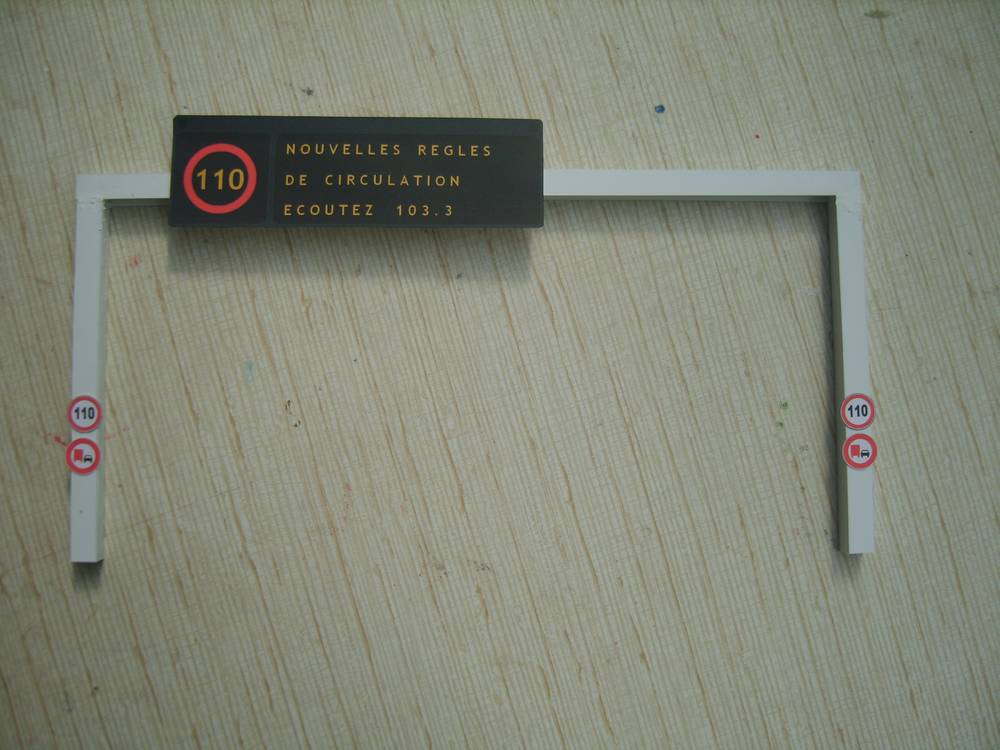 110
NOUVELLES REGLES
DE CIRCULATION
ECOUTEZ 103.3
110
110